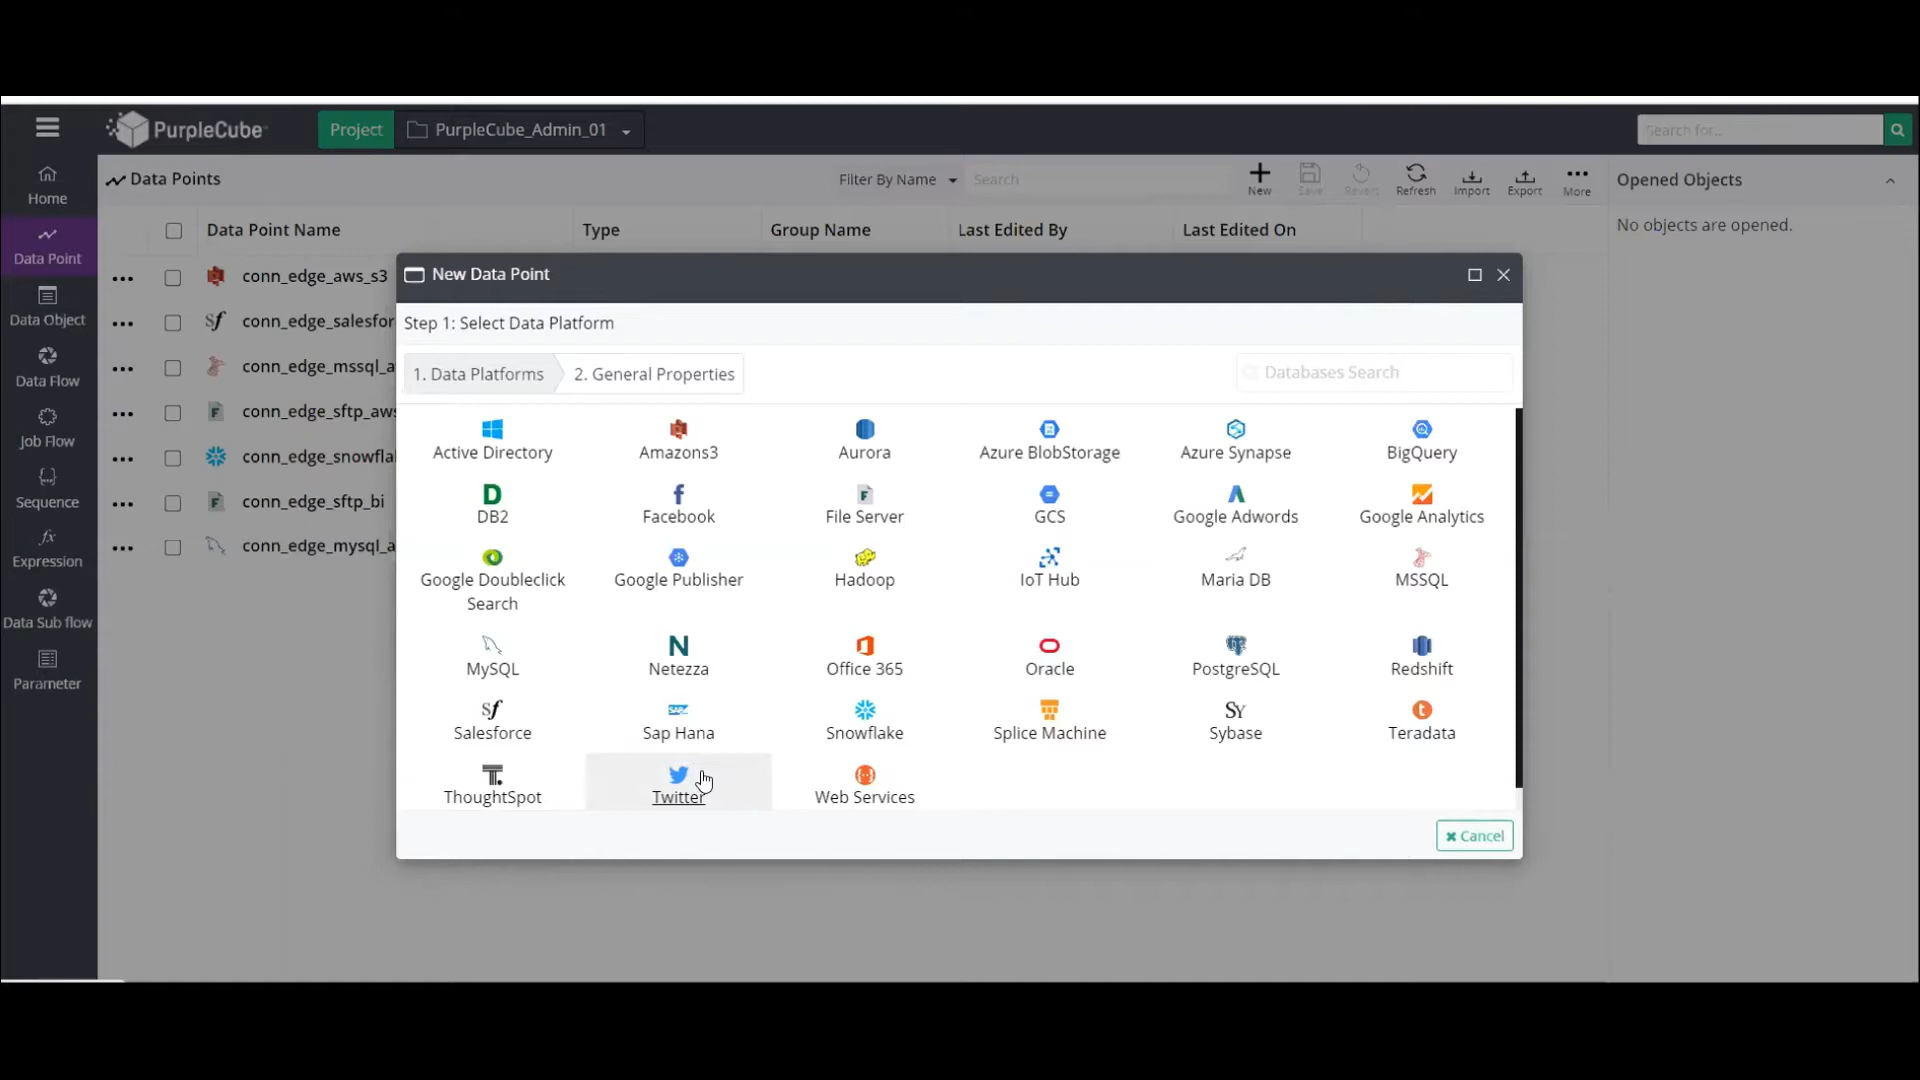 PurpleCube
Project
PurpleCube_Admin_01
Search for...
Home
Data Point
Data Object
Data Flow
Job Flow
Sequence
Expression
Data Sub flow
Parameter
Data Points
Filter By Name
Search
New
Save
Revert
Refresh
Import
Export
More
Opened Objects
No objects are opened.
Data Point Name Type Group Name Last Edited By Last Edited On
conn_edge_aws_s3
conn_edge_salesfor
conn_edge_mssql_a
conn_edge_sftp_aws
conn_edge_snowflal
conn_edge_sftp_bi
conn_edge_mysql_a
New Data Point
Step 1: Select Data Platform
1. Data Platforms 2. General Properties
Databases Search
Active Directory Amazons3 Aurora Azure BlobStorage Azure Synapse BigQuery
DB2 Facebook File Server GCS Google Adwords Google Analytics
Google Doubleclick Google Publisher Hadoop IoT Hub Maria DB MSSQL
Search
MySQL Netezza Office 365 Oracle PostgreSQL Redshift
Salesforce Sap Hana Snowflake Splice Machine Sybase Teradata
ThoughtSpot Twitter Web Services
Cancel